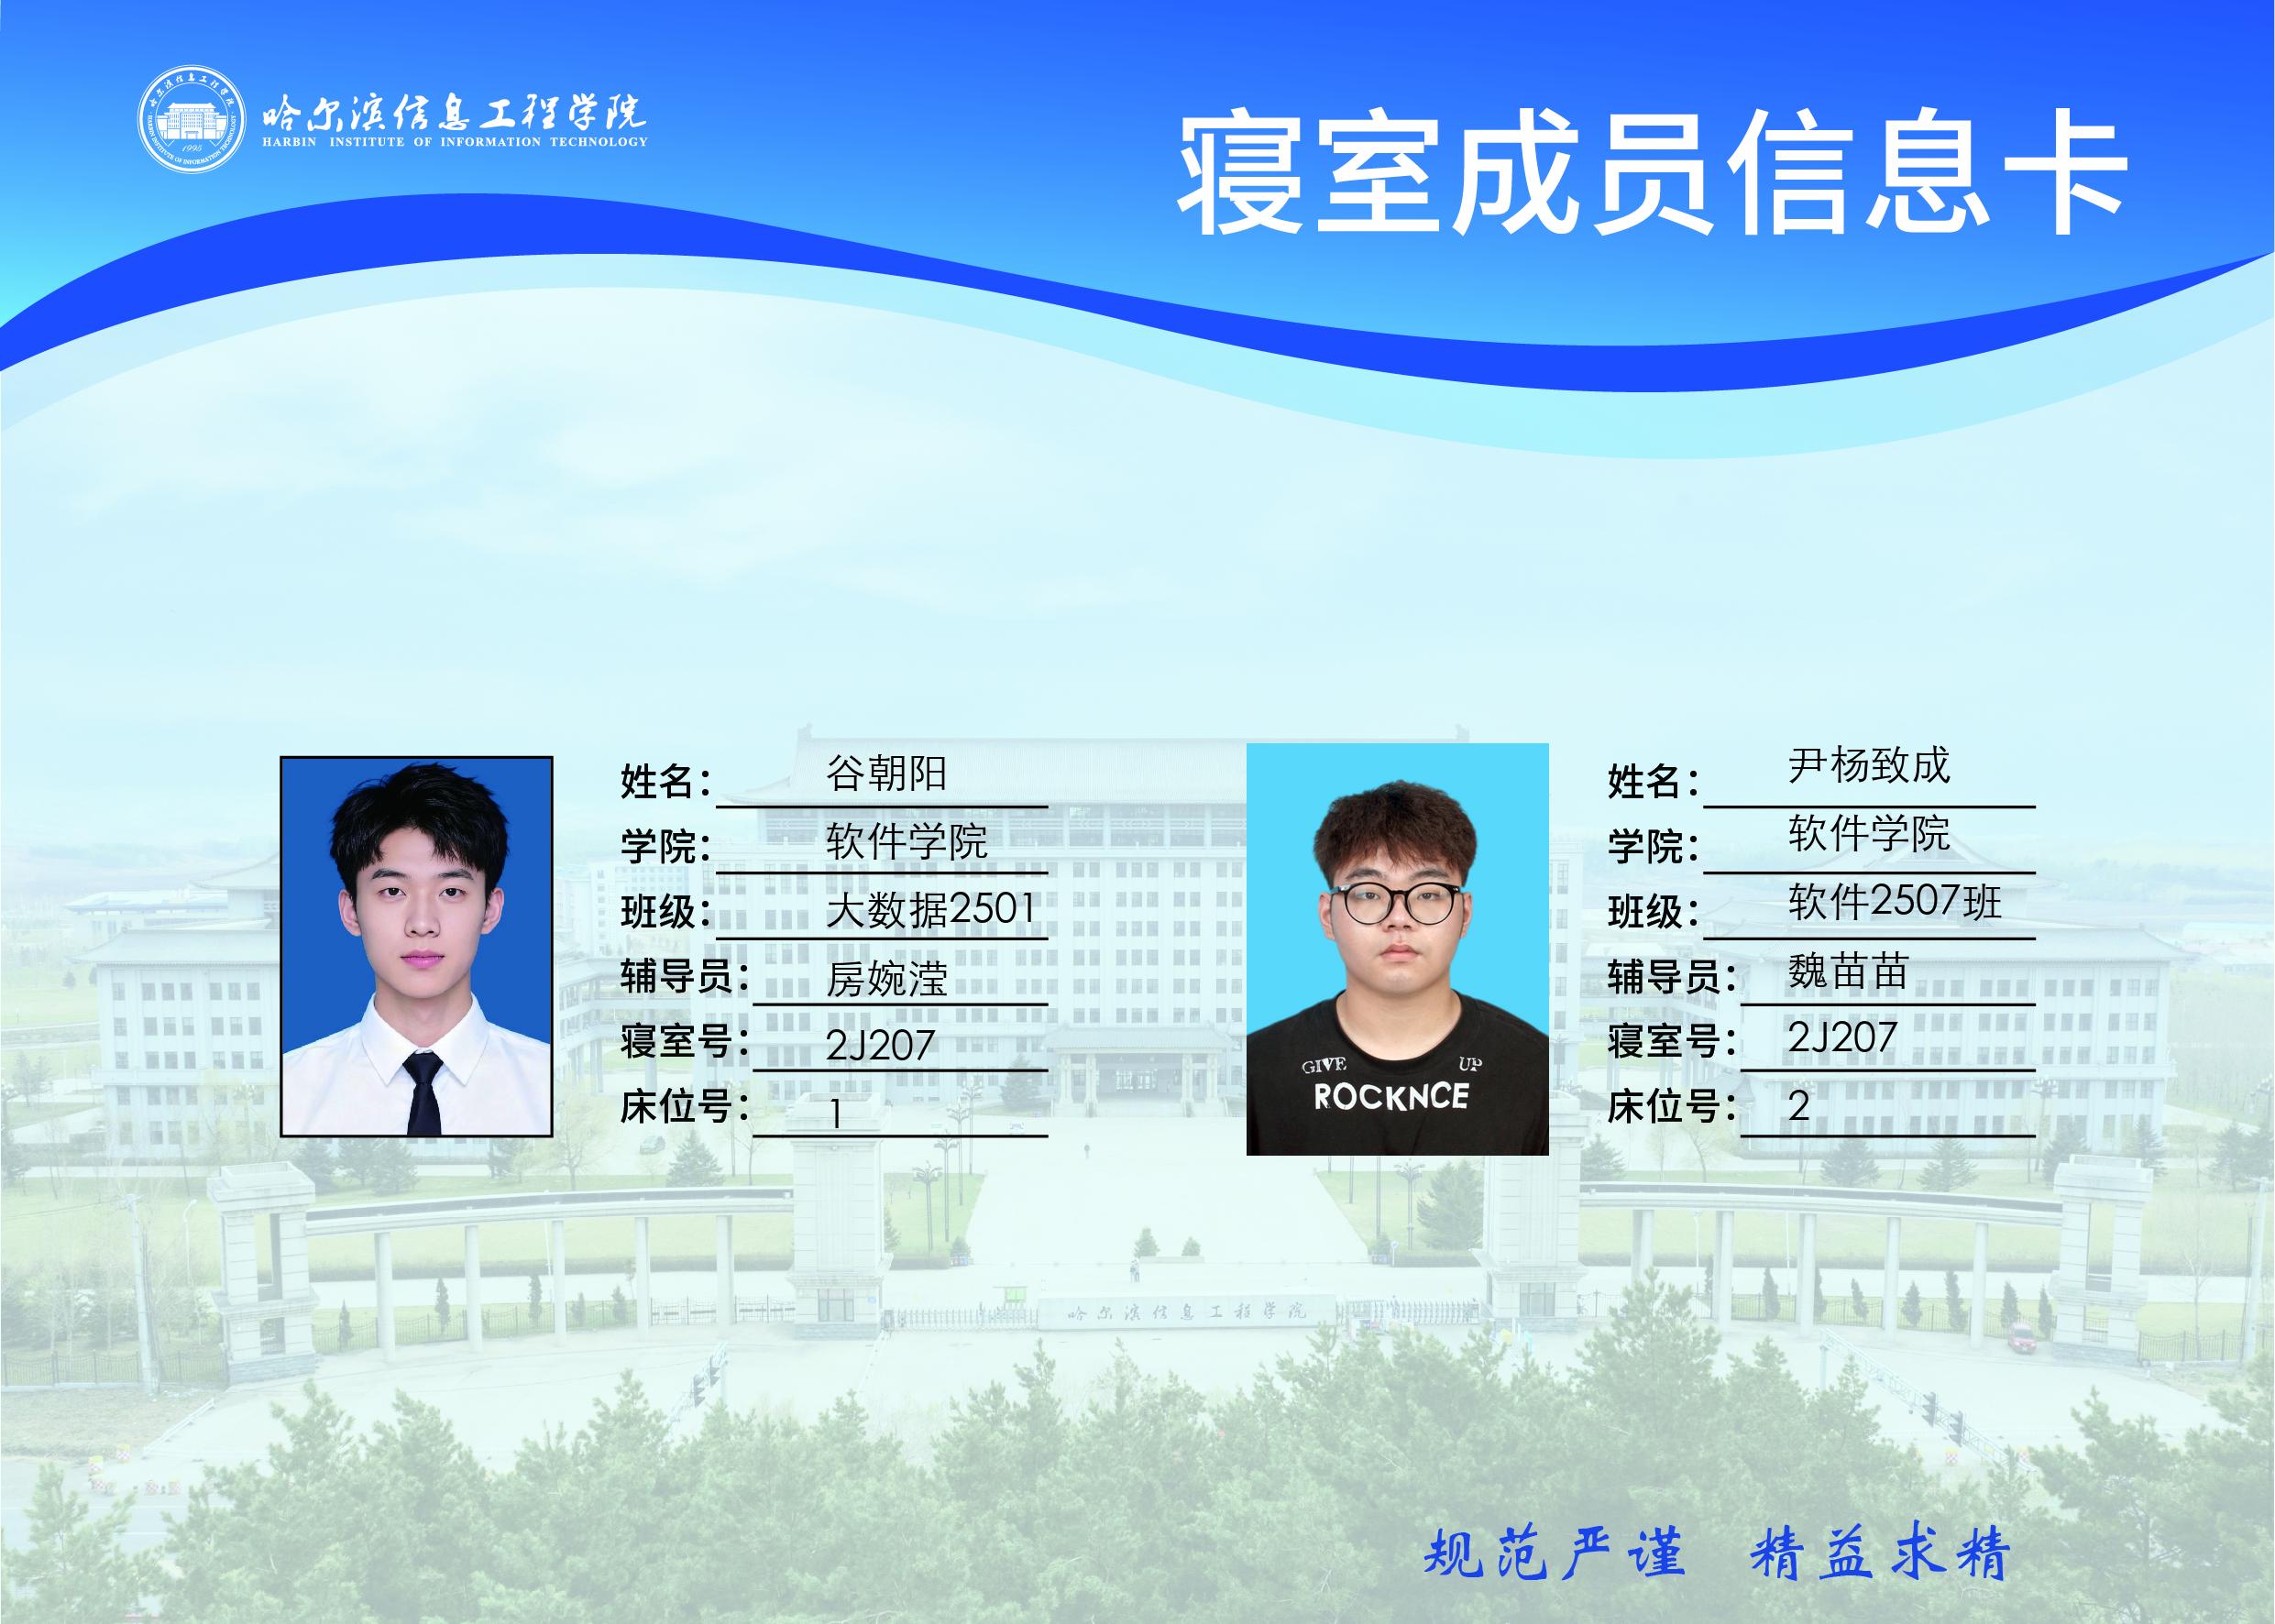 哈尔滨信息工程学院
HARBIN INSTITUTE OF INFORMATION TECHNOLOGY
1995
寝室成员信息卡
姓名： 谷朝阳
学院： 软件学院
班级： 大数据2501
辅导员： 房婉滢
寝室号： 2J207
床位号： 1
GIVE UP
ROCKNCE
姓名： 尹杨致成
学院： 软件学院
班级： 软件2507班
辅导员： 魏苗苗
寝室号： 2J207
床位号： 2
哈尔滨信息工程学院
规范严谨 精益求精